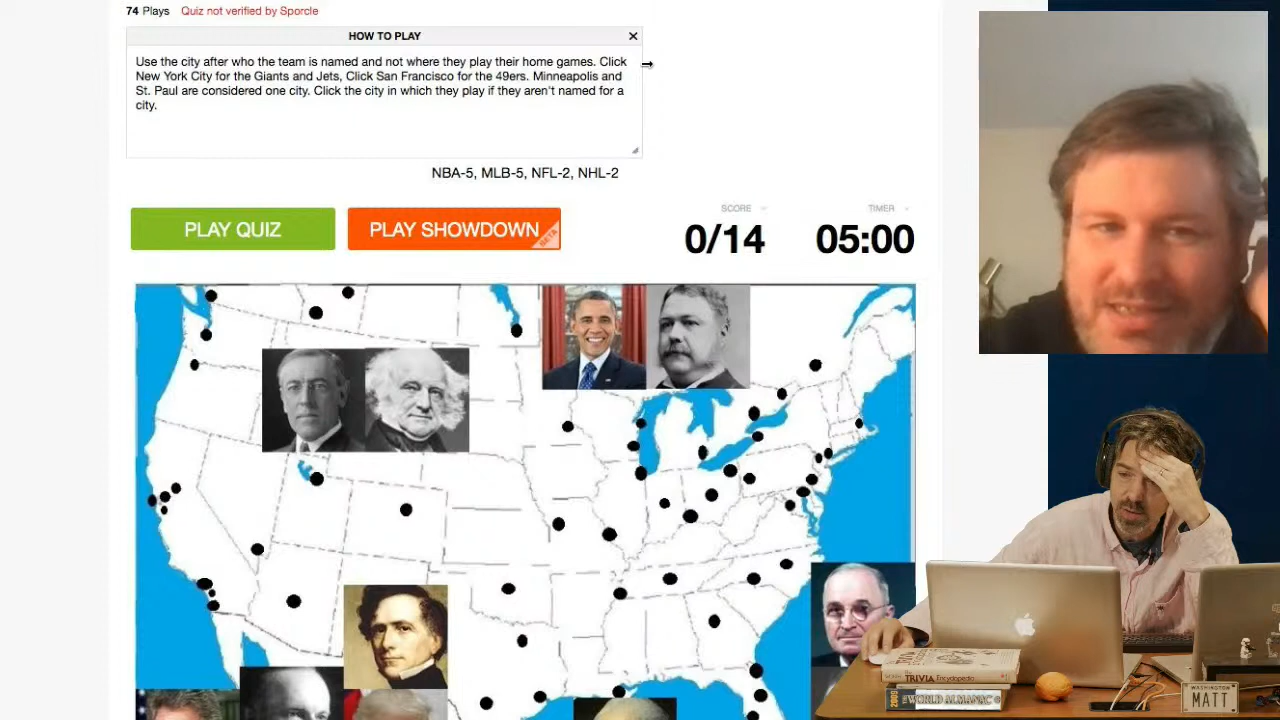 74 Plays Quiz not verified by Sporcle
HOW TO PLAY
Use the city after who the team is named and not where they play their home games. Click
New York City for the Giants and Jets, Click San Francisco for the 49ers. Minneapolis and
St. Paul are considered one city. Click the city in which they play if they aren't named for a
city.
NBA-5, MLB-5, NFL-2, NHL-2
PLAY QUIZ
PLAY SHOWDOWN
BETA
SCORE
TIMER
0/14
05:00
TRIVIA Encyclopedia
2009
WORLD ALMANAC
WASHINGTON
MATT